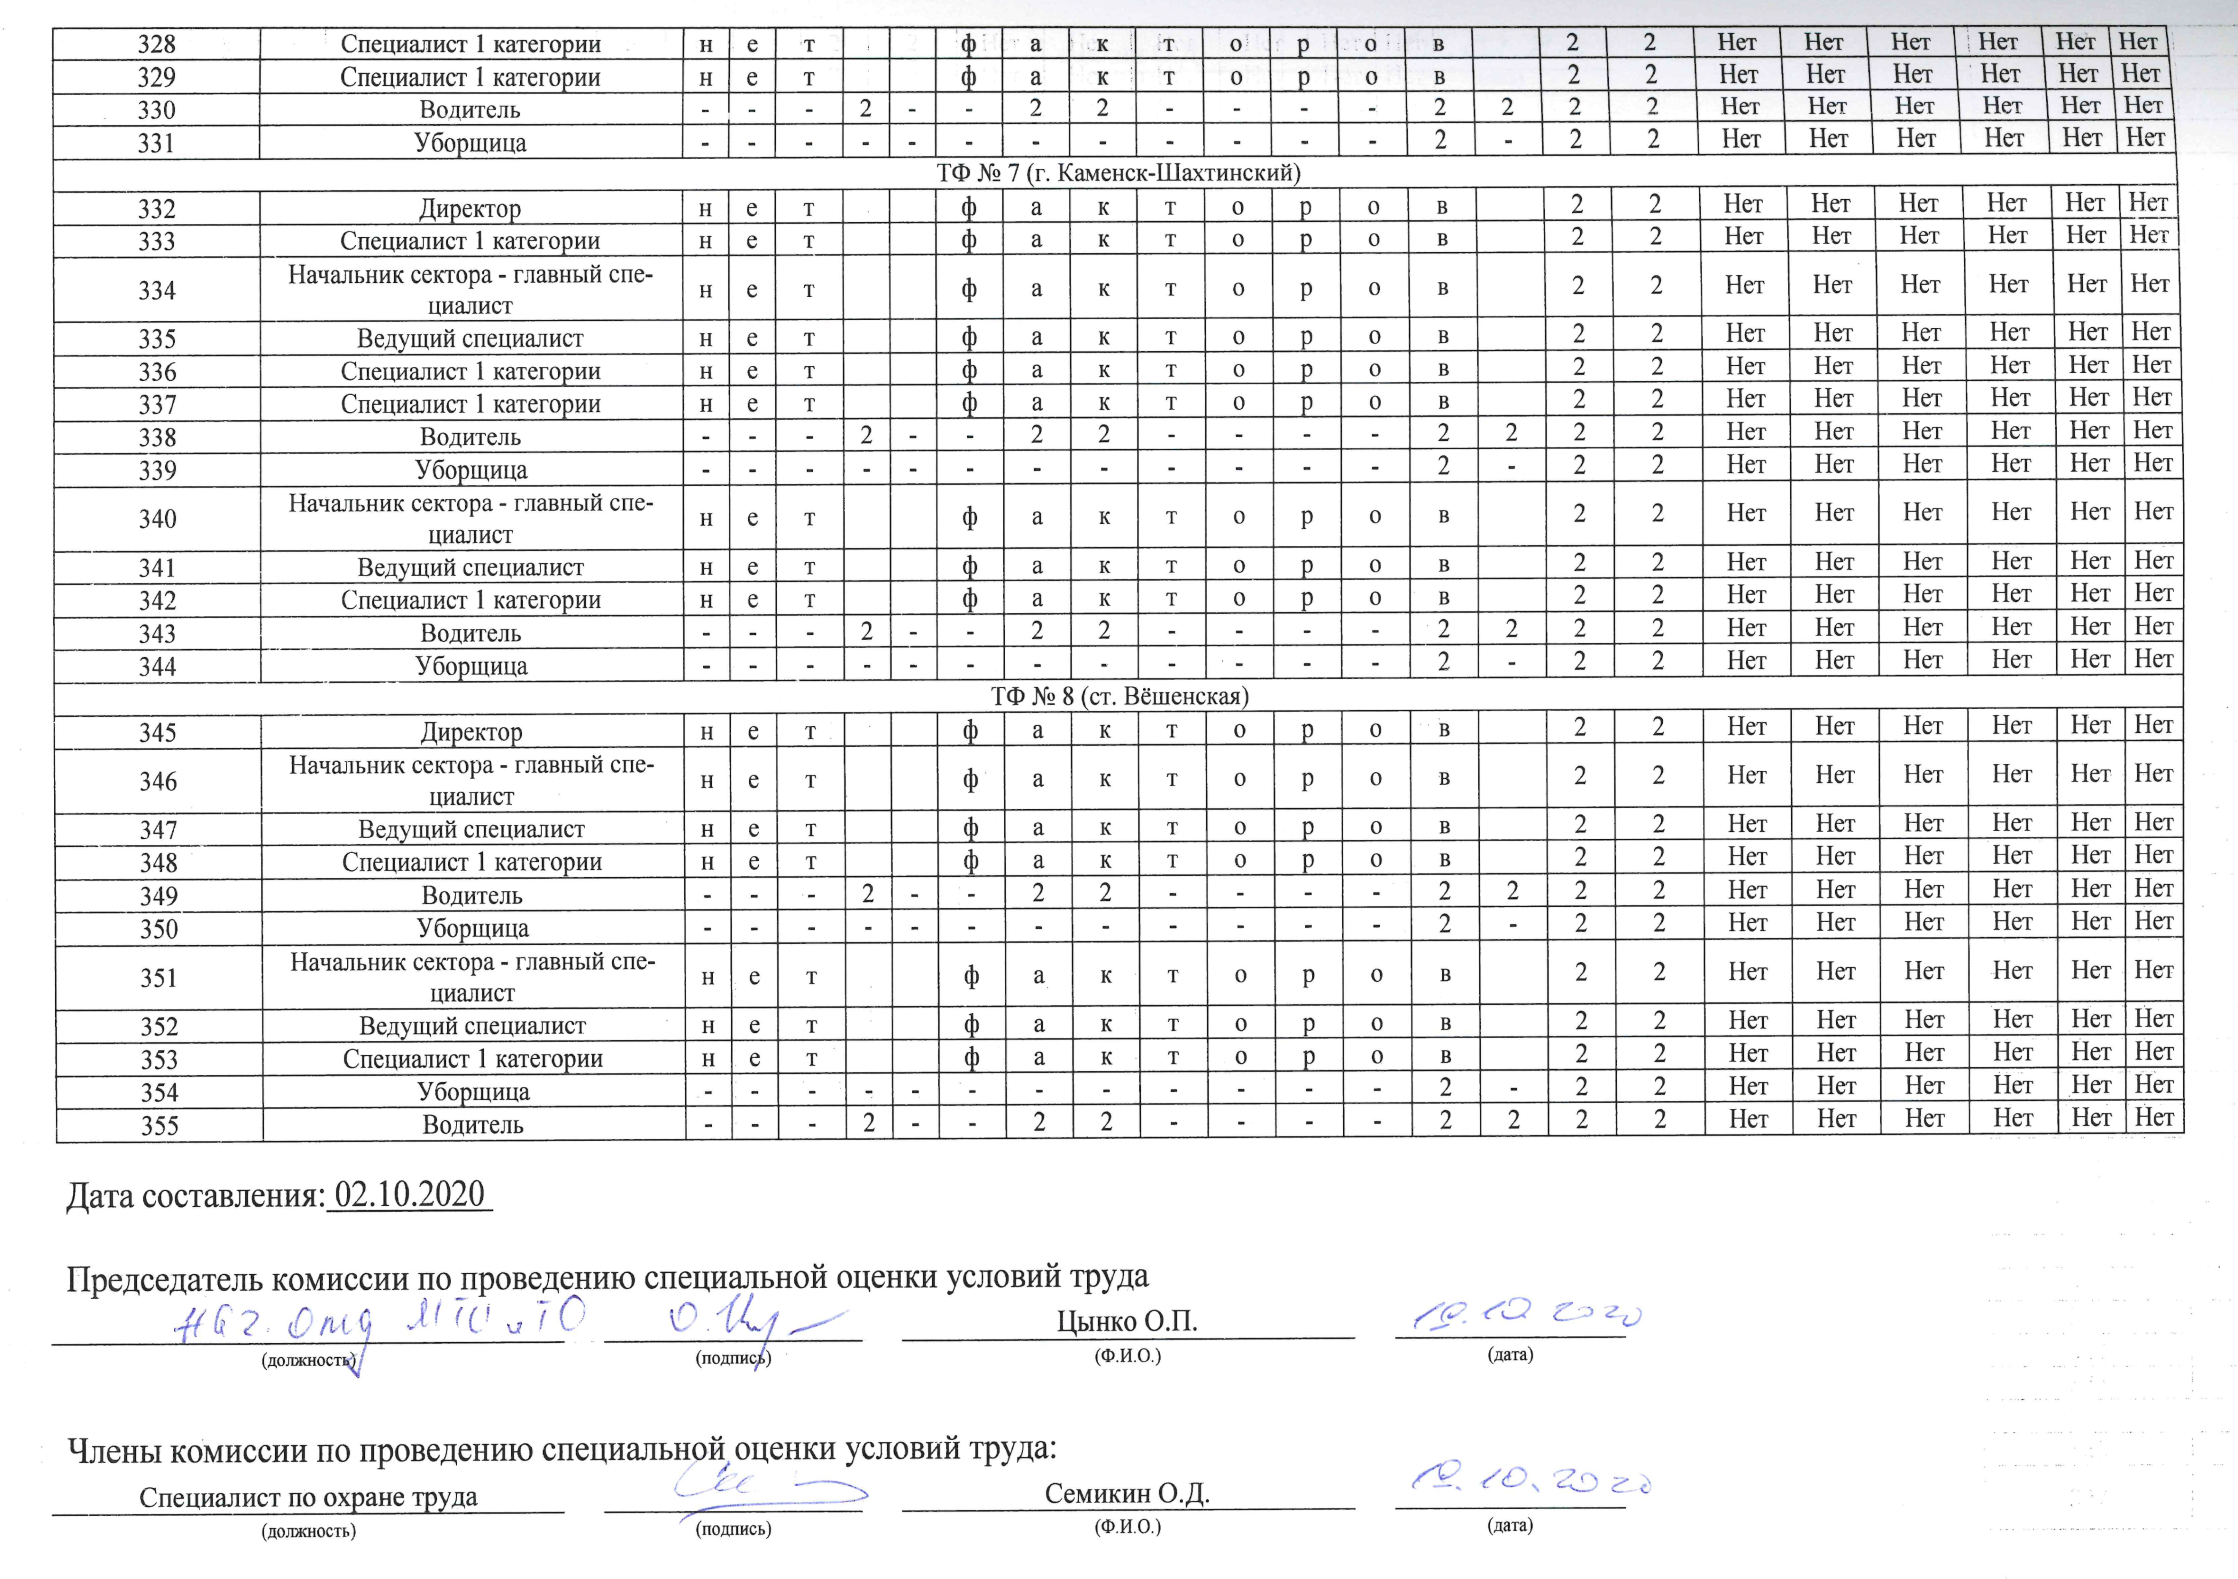 328 Специалист 1 категории н е т ф а к т о р о в 2 2 Нет Нет Нет Нет Нет Нет
329 Специалист 1 категории н е т ф а к т о р о в 2 2 Нет Нет Нет Нет Нет Нет
330 Водитель - - - 2 - - 2 2 - - - - 2 2 2 2 Нет Нет Нет Нет Нет Нет
331 Уборщица - - - - - - - - - - - - 2 - 2 2 Нет Нет Нет Нет Нет Нет
ТФ № 7 (г. Каменск-Шахтинский)
332 Директор н е т ф а к т о р о в 2 2 Нет Нет Нет Нет Нет Нет
333 Специалист 1 категории н е т ф а к т о р о в 2 2 Нет Нет Нет Нет Нет Нет
334 Начальник сектора - главный спе-
циалист н е т ф а к т о р о в 2 2 Нет Нет Нет Нет Нет Нет
335 Ведущий специалист н е т ф а к т о р о в 2 2 Нет Нет Нет Нет Нет Нет
336 Специалист 1 категории н е т ф а к т о р о в 2 2 Нет Нет Нет Нет Нет Нет
337 Специалист 1 категории н е т ф а к т о р о в 2 2 Нет Нет Нет Нет Нет Нет
338 Водитель - - - 2 - - 2 2 - - - - 2 2 2 2 Нет Нет Нет Нет Нет Нет
339 Уборщица - - - - - - - - - - - - 2 - 2 2 Нет Нет Нет Нет Нет Нет
340 Начальник сектора - главный спе-
циалист н е т ф а к т о р о в 2 2 Нет Нет Нет Нет Нет Нет
341 Ведущий специалист н е т ф а к т о р о в 2 2 Нет Нет Нет Нет Нет Нет
342 Специалист 1 категории н е т ф а к т о р о в 2 2 Нет Нет Нет Нет Нет Нет
343 Водитель - - - 2 - - 2 2 - - - - 2 2 2 2 Нет Нет Нет Нет Нет Нет
344 Уборщица - - - - - - - - - - - - 2 - 2 2 Нет Нет Нет Нет Нет Нет
ТФ № 8 (ст. Вёшенская)
345 Директор н е т ф а к т о р о в 2 2 Нет Нет Нет Нет Нет Нет
346 Начальник сектора - главный спе-
циалист н е т ф а к т о р о в 2 2 Нет Нет Нет Нет Нет Нет
347 Ведущий специалист н е т ф а к т о р о в 2 2 Нет Нет Нет Нет Нет Нет
348 Специалист 1 категории н е т ф а к т о р о в 2 2 Нет Нет Нет Нет Нет Нет
349 Водитель - - - 2 - - 2 2 - - - - 2 2 2 2 Нет Нет Нет Нет Нет Нет
350 Уборщица - - - - - - - - - - - - 2 - 2 2 Нет Нет Нет Нет Нет Нет
351 Начальник сектора - главный спе-
циалист н е т ф а к т о р о в 2 2 Нет Нет Нет Нет Нет Нет
352 Ведущий специалист н е т ф а к т о р о в 2 2 Нет Нет Нет Нет Нет Нет
353 Специалист 1 категории н е т ф а к т о р о в 2 2 Нет Нет Нет Нет Нет Нет
354 Уборщица - - - - - - - - - - - - 2 - 2 2 Нет Нет Нет Нет Нет Нет
355 Водитель - - - 2 - - 2 2 - - - - 2 2 2 2 Нет Нет Нет Нет Нет Нет
Дата составления: 02.10.2020
Председатель комиссии по проведению специальной оценки условий труда
Нач. отд МТО и ТО Цынко О.П. 19.10 2020
(должность) (подпись) (Ф.И.О.) (дата)
Члены комиссии по проведению специальной оценки условий труда:
Специалист по охране труда Семикин О.Д. 19.10.2020
(должность) (подпись) (Ф.И.О.) (дата)